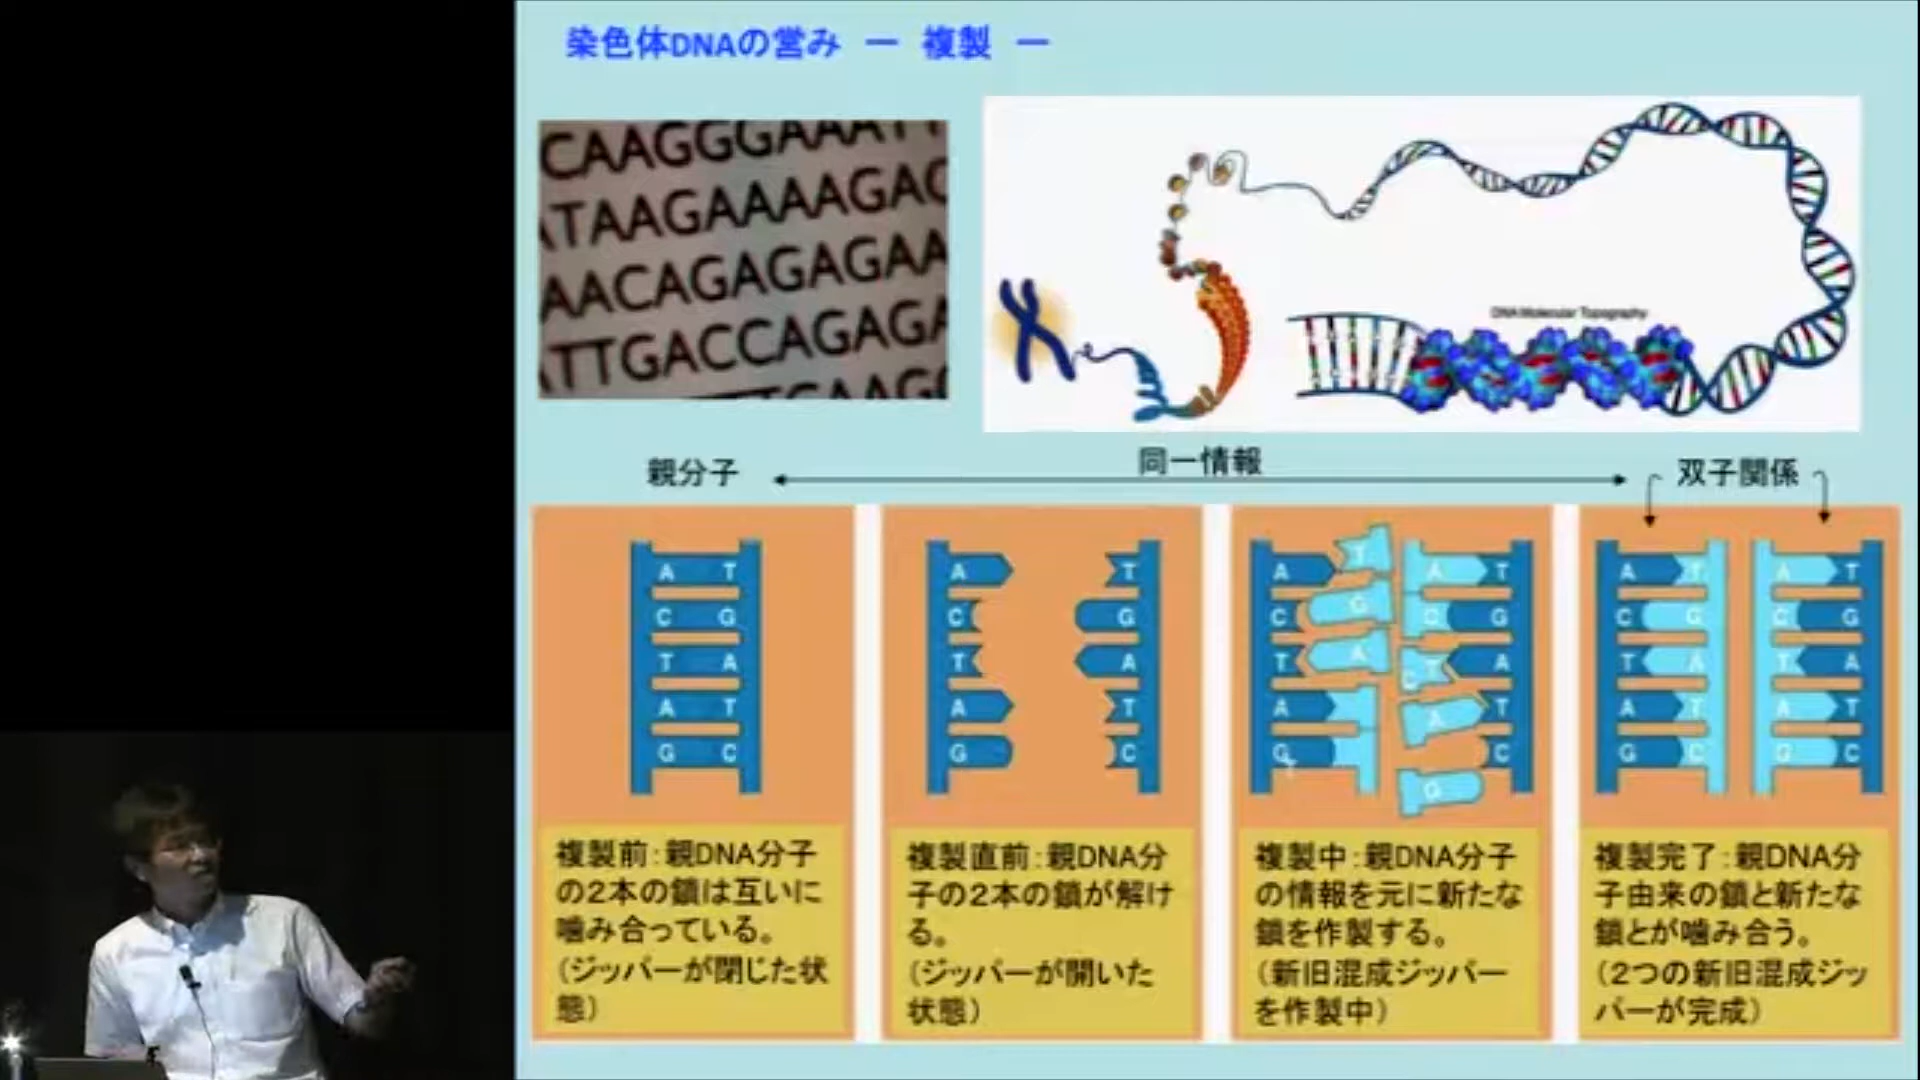 染色体DNAの営み ー 複製 ー
CAAGGGAAATT
ATAAGAAAAGAC
AACAGAGAGAA
ATTGACCAGAGA
TTCAAGC
DNA Molecular Topography
親分子
同一情報
双子関係
A T
C G
T A
A T
G C
A T
C G
T A
A T
G C
A T A T
C G C G
T A T A
C
A A T
G C
G
A T A T
C G C G
T A T A
A T A T
G C G C
複製前：親DNA分子
の2本の鎖は互いに
噛み合っている。
（ジッパーが閉じた状
態）
複製直前：親DNA分
子の2本の鎖が解け
る。
（ジッパーが開いた
状態）
複製中：親DNA分子
の情報を元に新たな
鎖を作製する。
（新旧混成ジッパー
を作製中）
複製完了：親DNA分
子由来の鎖と新たな
鎖とが噛み合う。
（2つの新旧混成ジッ
パーが完成）